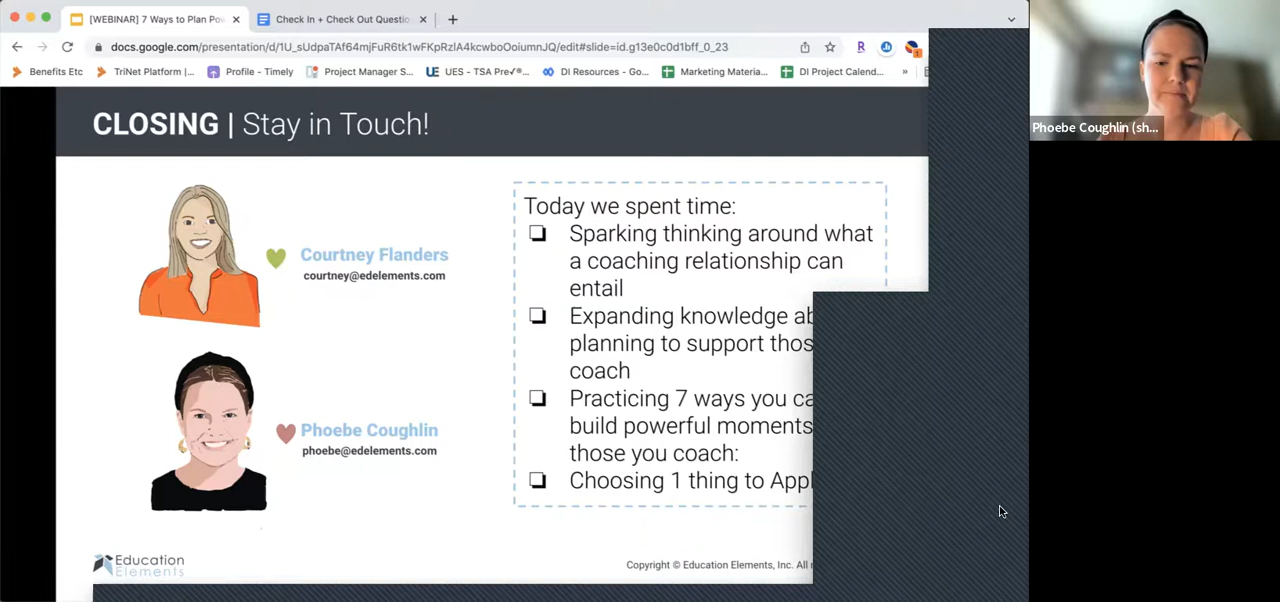 [WEBINAR] 7 Ways to Plan Pow
Check In + Check Out Questio
docs.google.com/presentation/d/1U_sUdpaTAf64mjFuR6tk1wFKpRzIA4kcwboOoiumnJQ/edit#slide=id.g13e0c0d1bff_0_23
Benefits Etc
TriNet Platform |...
Profile - Timely
Project Manager S...
UES - TSA Pre✓®...
DI Resources - Go...
Marketing Materia...
DI Project Calend...
CLOSING | Stay in Touch!
Courtney Flanders
courtney@edelements.com
Phoebe Coughlin
phoebe@edelements.com
Today we spent time:
Sparking thinking around what
a coaching relationship can
entail
Expanding knowledge ab
planning to support thos
coach
Practicing 7 ways you ca
build powerful moments
those you coach:
Choosing 1 thing to Appl
Education
Elements
Copyright © Education Elements, Inc. All
Phoebe Coughlin (sh...